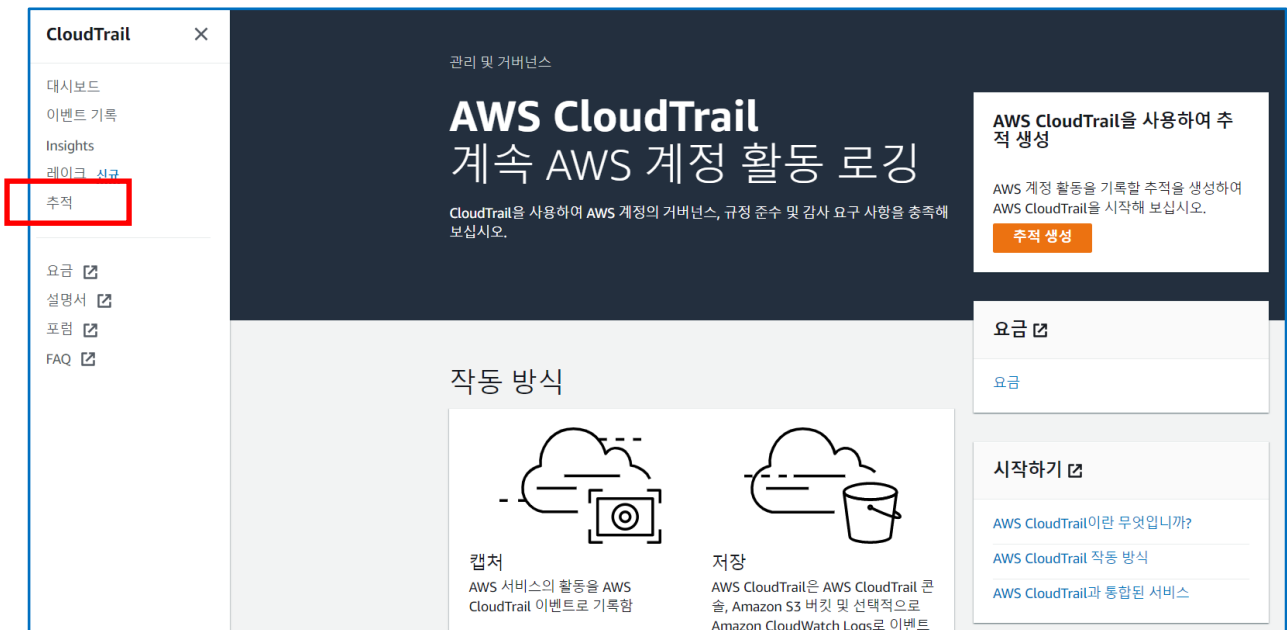 CloudTrail
대시보드
이벤트 기록
Insights
레이크 신규
추적
요금
설명서
포럼
FAQ
관리 및 거버넌스
AWS CloudTrail
계속 AWS 계정 활동 로깅
CloudTrail을 사용하여 AWS 계정의 거버넌스, 규정 준수 및 감사 요구 사항을 충족해
보십시오.
AWS CloudTrail을 사용하여 추
적 생성
AWS 계정 활동을 기록할 추적을 생성하여
AWS CloudTrail을 시작해 보십시오.
추적 생성
요금
요금
작동 방식
캡처
AWS 서비스의 활동을 AWS
CloudTrail 이벤트로 기록함
저장
AWS CloudTrail은 AWS CloudTrail 콘
솔, Amazon S3 버킷 및 선택적으로
Amazon CloudWatch Logs로 이벤트
시작하기
AWS CloudTrail이란 무엇입니까?
AWS CloudTrail 작동 방식
AWS CloudTrail과 통합된 서비스